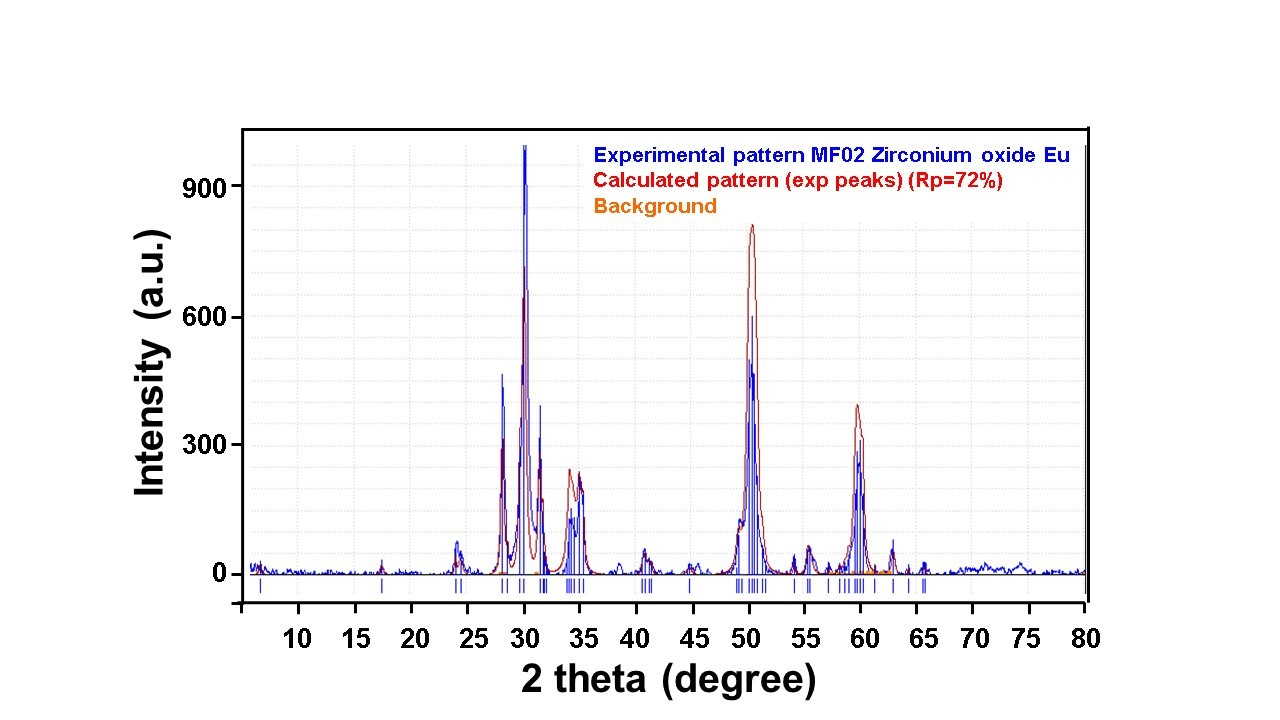 Experimental pattern MF02 Zirconium oxide Eu
Calculated pattern (exp peaks) (Rp=72%)
Background
Intensity (a.u.)
900
600
300
0
10 15 20 25 30 35 40 45 50 55 60 65 70 75 80
2 theta (degree)